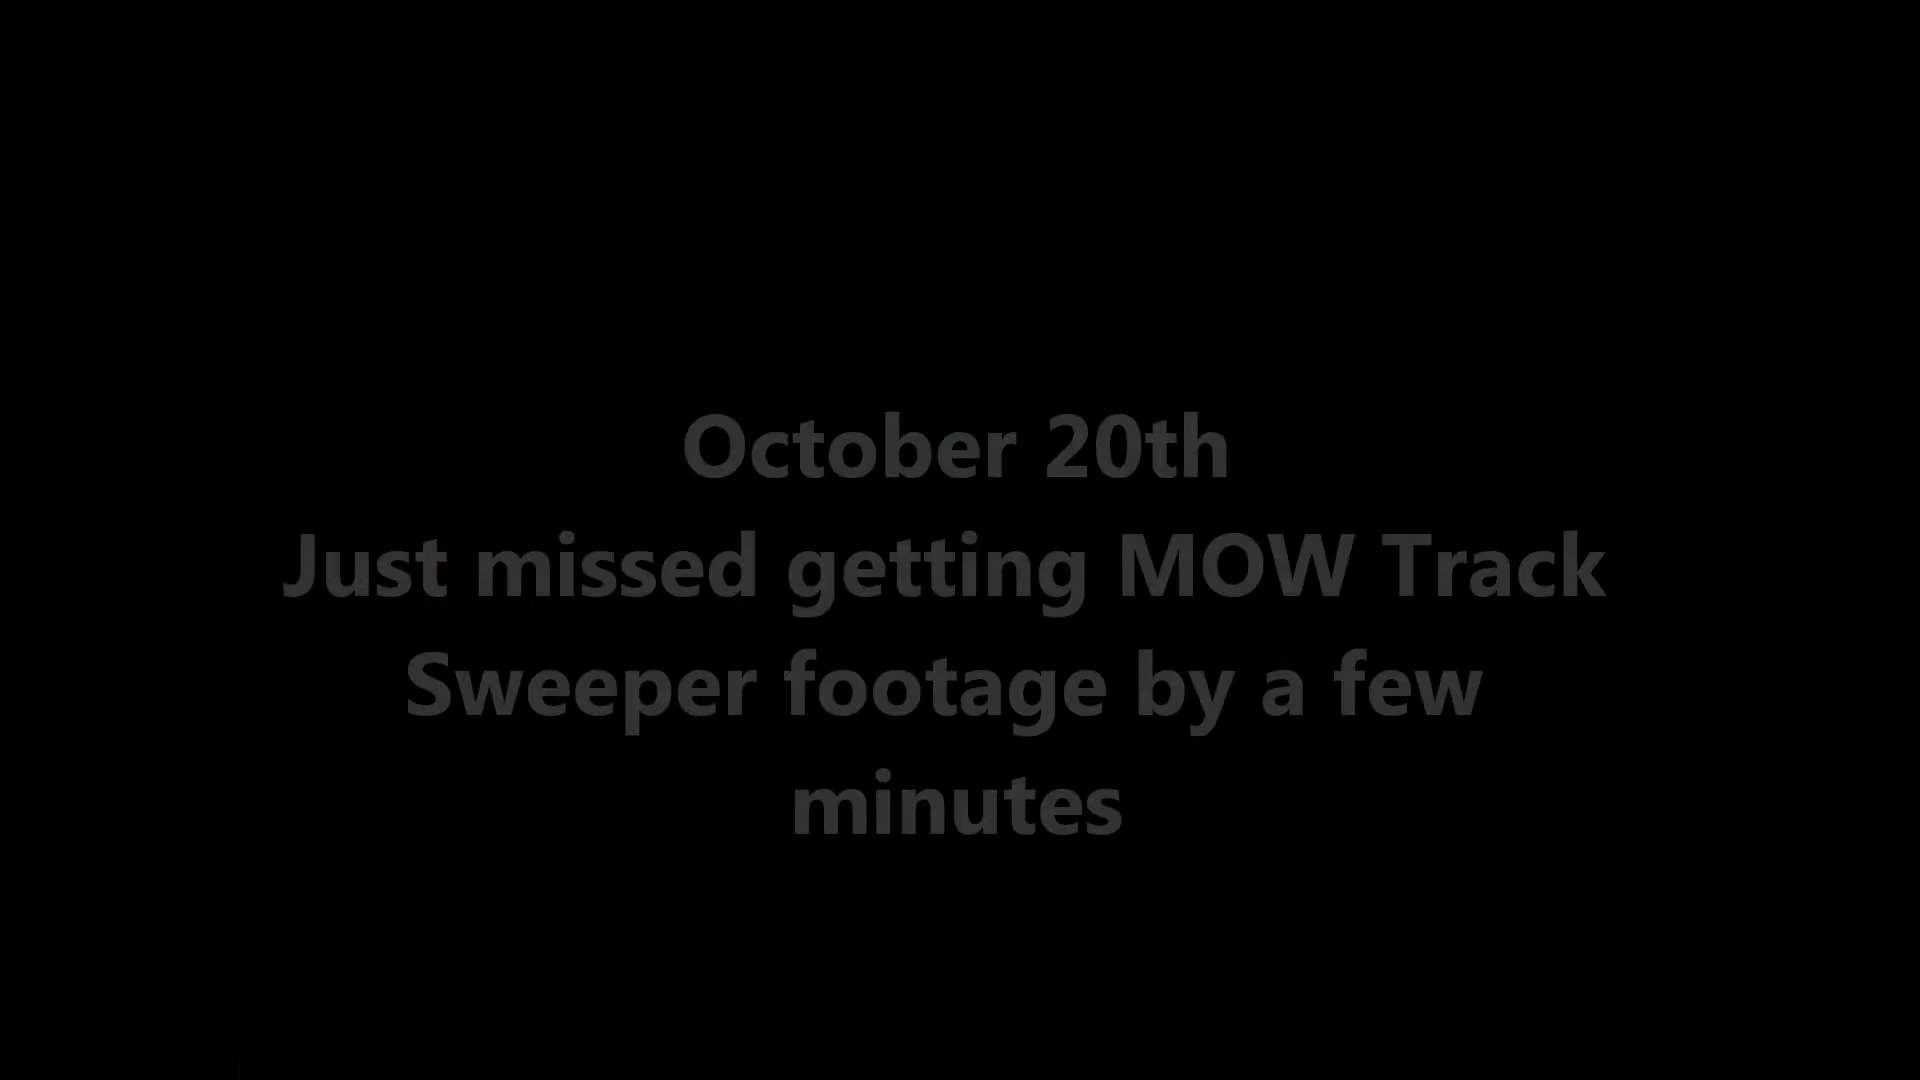 October 20th
Just missed getting MOW Track
Sweeper footage by a few
minutes